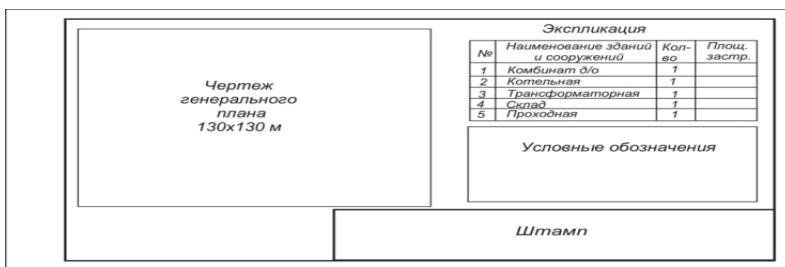 Чертеж
генерального
плана
130х130 м
Экспликация
№ Наименование зданий и сооружений Кол-во Площ. застр.
1 Комбинат д/о 1
2 Котельная 1
3 Трансформаторная 1
4 Склад 1
5 Проходная 1
Условные обозначения
Штамп